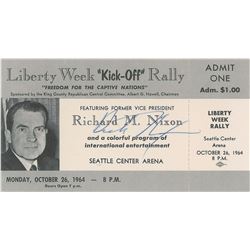 Liberty Week "Kick-Off" Rally
"FREEDOM FOR THE CAPTIVE NATIONS"
Sponsored by the King County Republican Central Committee, Albert G. Howell, Chairman
FEATURING FORMER VICE PRESIDENT
Richard M. Nixon
and a colorful program of
international entertainment
SEATTLE CENTER ARENA
MONDAY, OCTOBER 26, 1964 — 8 P.M.
Doors Open 7 p.m.
ADMIT
ONE
Adm. $1.00
LIBERTY
WEEK
RALLY
Seattle Center
Arena
OCTOBER 26, 1964
8 P.M.